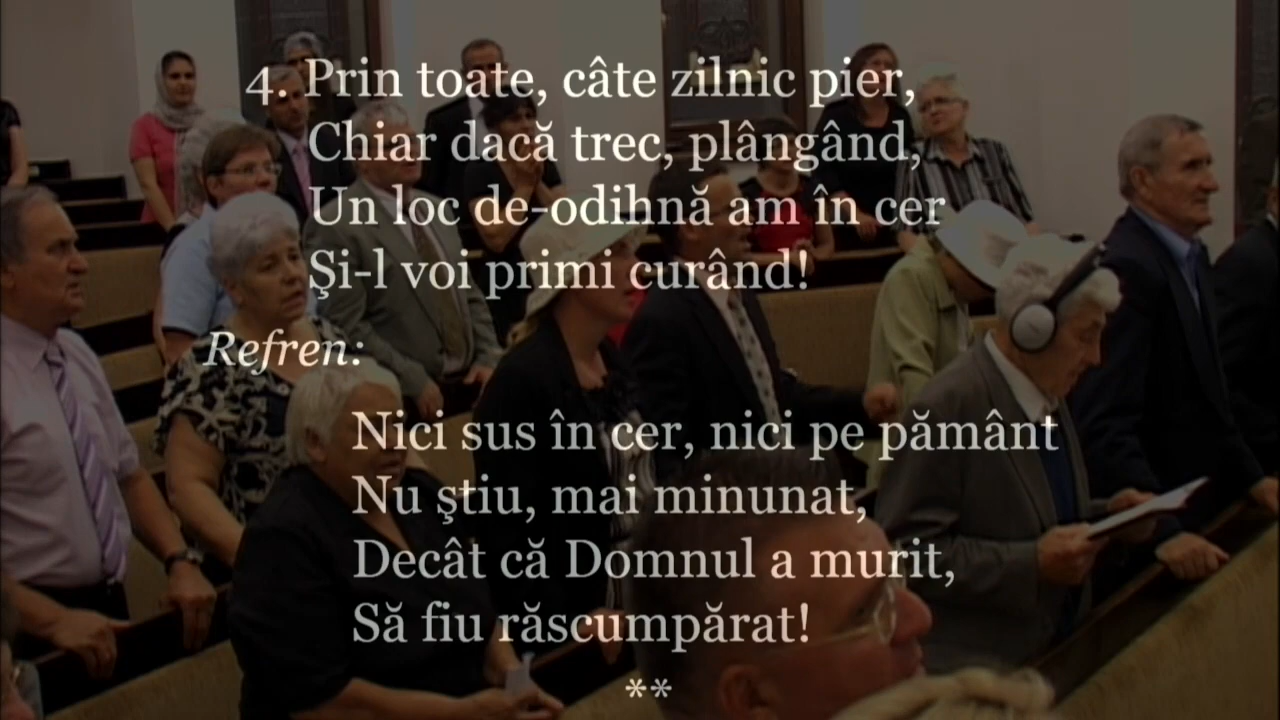 4. Prin toate, câte zilnic pier,
Chiar dacă trec, plângând,
Un loc de-odihnă am în cer
Şi-l voi primi curând!
Refren:
Nici sus în cer, nici pe pământ
Nu ştiu, mai minunat,
Decât că Domnul a murit,
Să fiu răscumpărat!
**